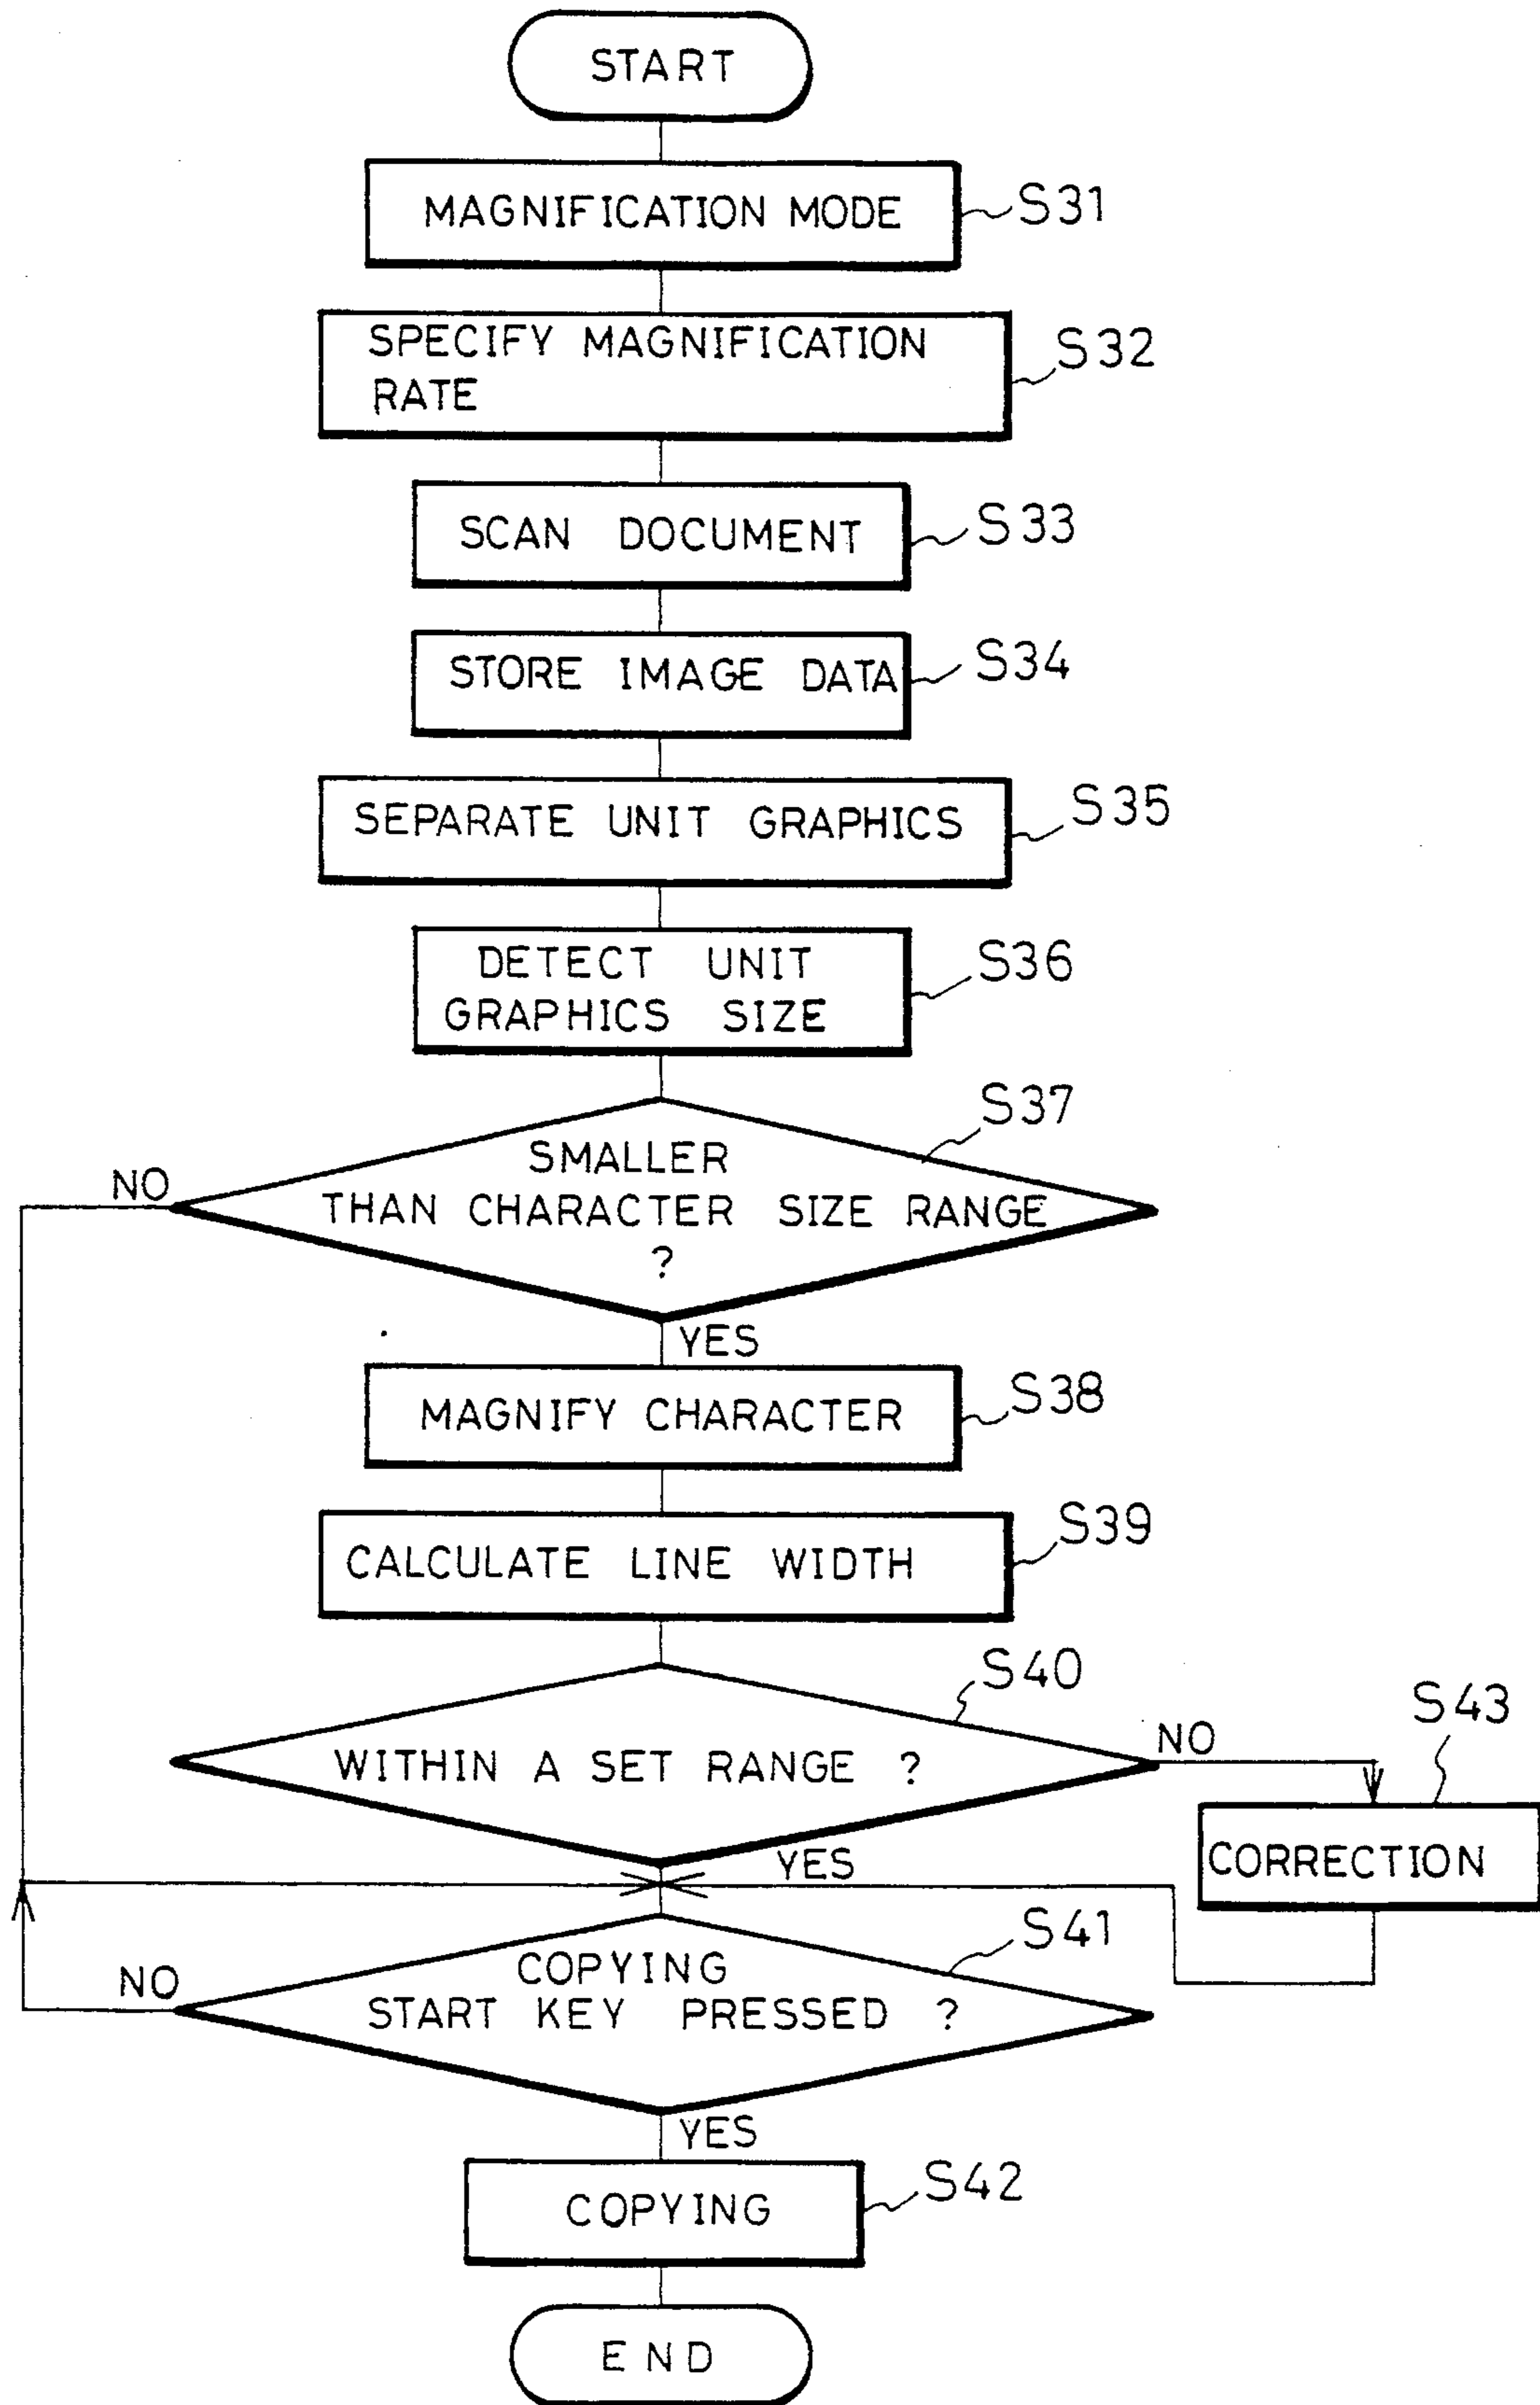 START
MAGNIFICATION MODE
S31
SPECIFY MAGNIFICATION
RATE
S32
SCAN DOCUMENT
S33
STORE IMAGE DATA
S34
SEPARATE UNIT GRAPHICS
S35
DETECT UNIT
GRAPHICS SIZE
S36
S37
SMALLER
THAN CHARACTER SIZE RANGE
?
NO
YES
MAGNIFY CHARACTER
S38
CALCULATE LINE WIDTH
S39
S40
WITHIN A SET RANGE ?
NO
S43
CORRECTION
YES
S41
COPYING
START KEY PRESSED ?
NO
YES
COPYING
S42
END